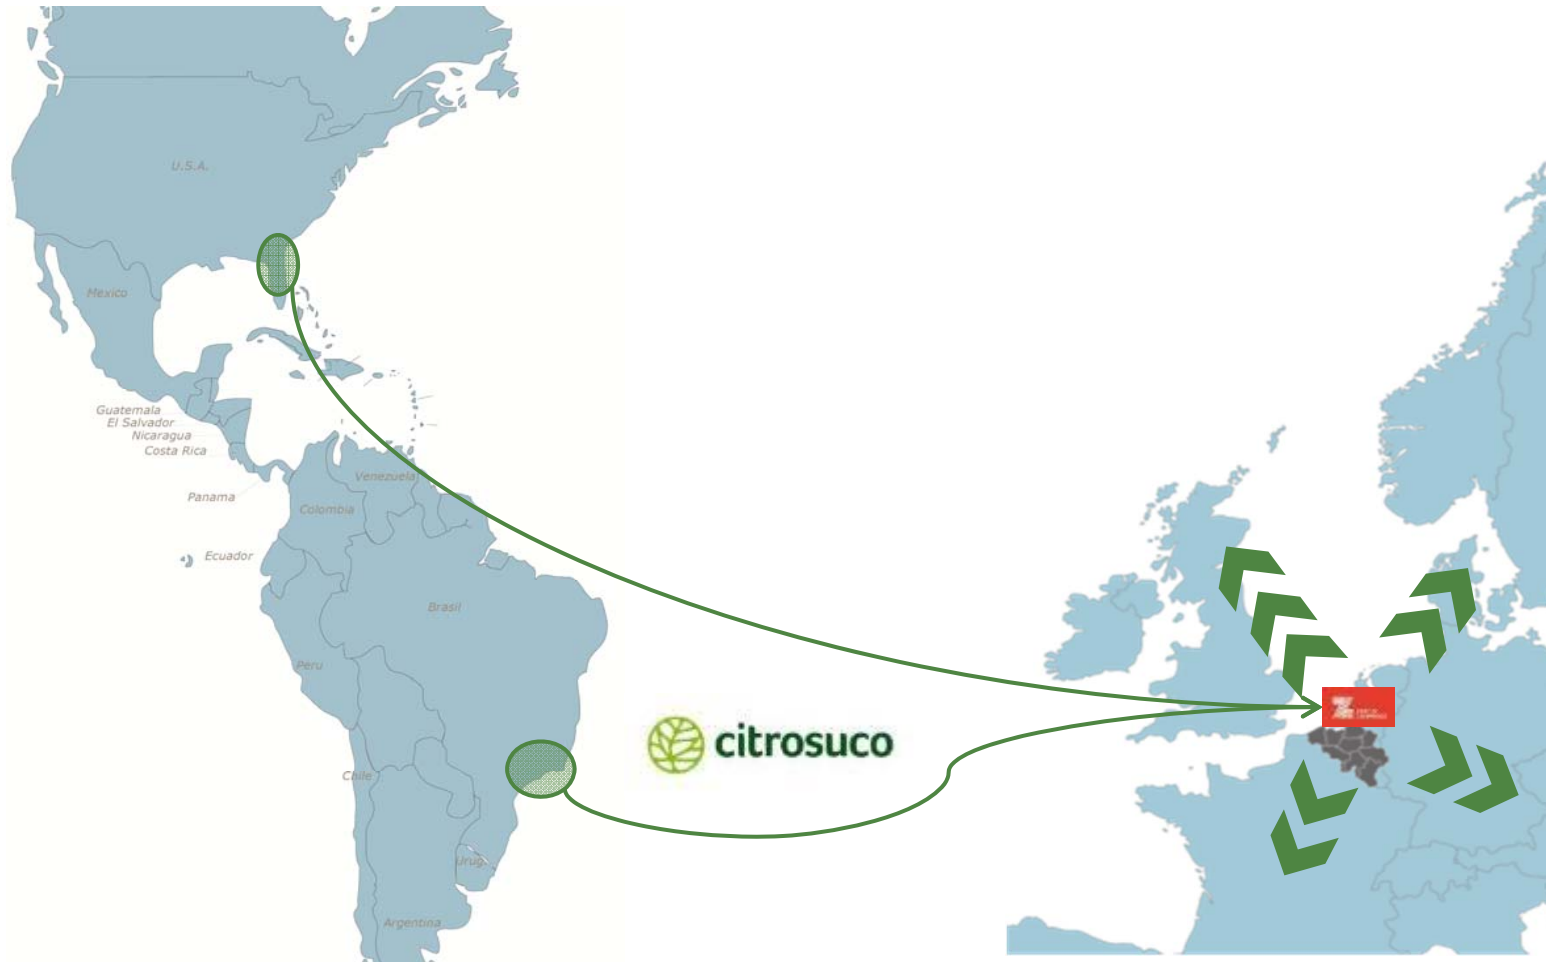 U.S.A.
Mexico
Guatemala
El Salvador
Nicaragua
Costa Rica
Panama
Venezuela
Colombia
Ecuador
Brasil
Peru
citrosuco
Chile
Urug.
Argentina